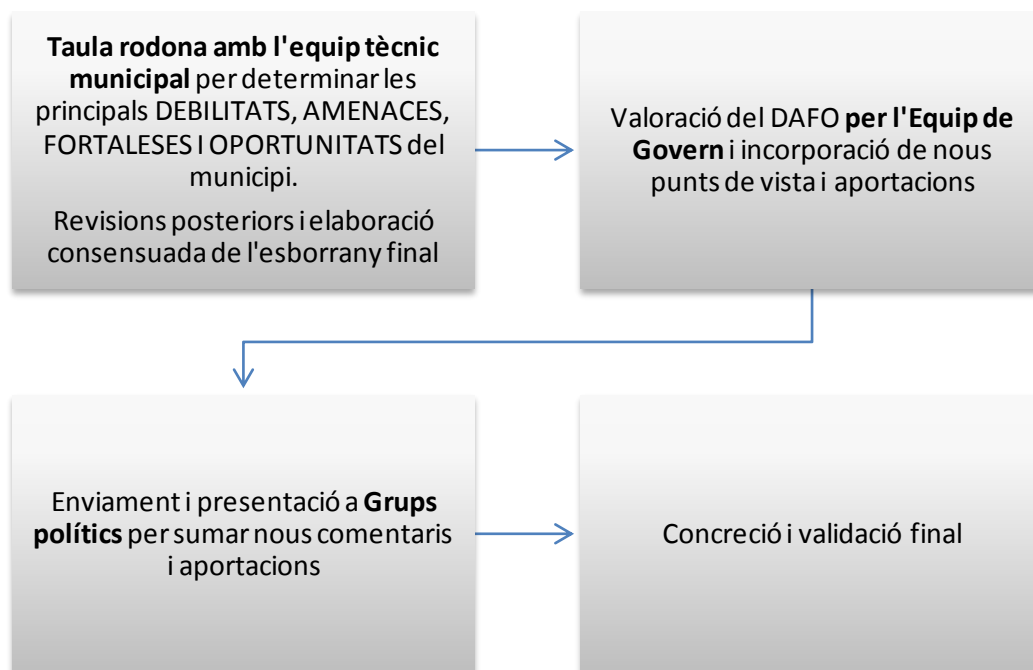 Taula rodona amb l'equip tècnic
municipal per determinar les
principals DEBILITATS, AMENACES,
FORTALESES I OPORTUNITATS del
municipi.
Revisions posteriors i elaboració
consensuada de l'esborrany final
Valoració del DAFO per l'Equip de
Govern i incorporació de nous
punts de vista i aportacions
Enviament i presentació a Grups
polítics per sumar nous comentaris
i aportacions
Concreció i validació final